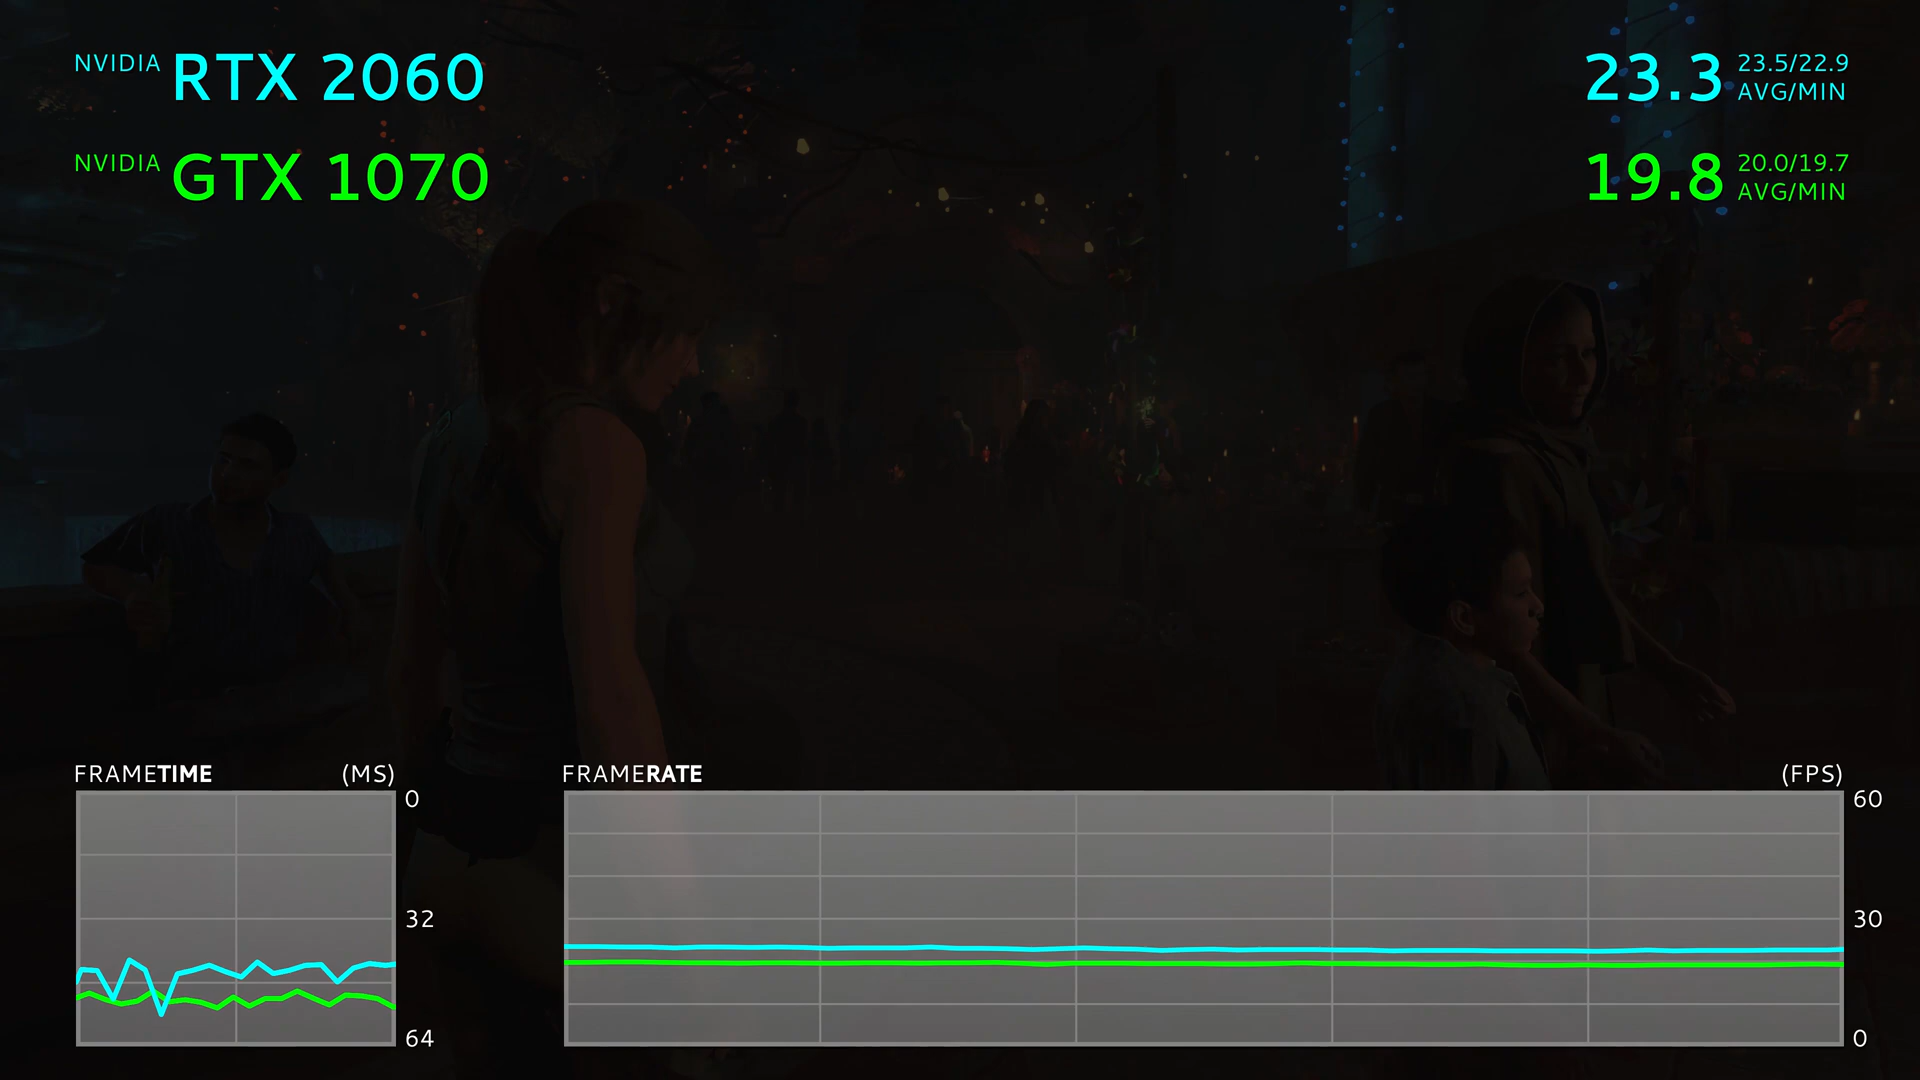 NVIDIA RTX 2060
23.3 23.5/22.9
AVG/MIN
NVIDIA GTX 1070
19.8 20.0/19.7
AVG/MIN
FRAMETIME (MS)
0
32
64
FRAMERATE (FPS)
60
30
0